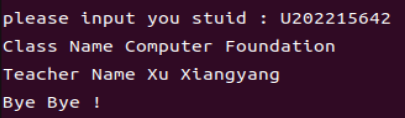 please input you stuid : U202215642
Class Name Computer Foundation
Teacher Name Xu Xiangyang
Bye Bye !